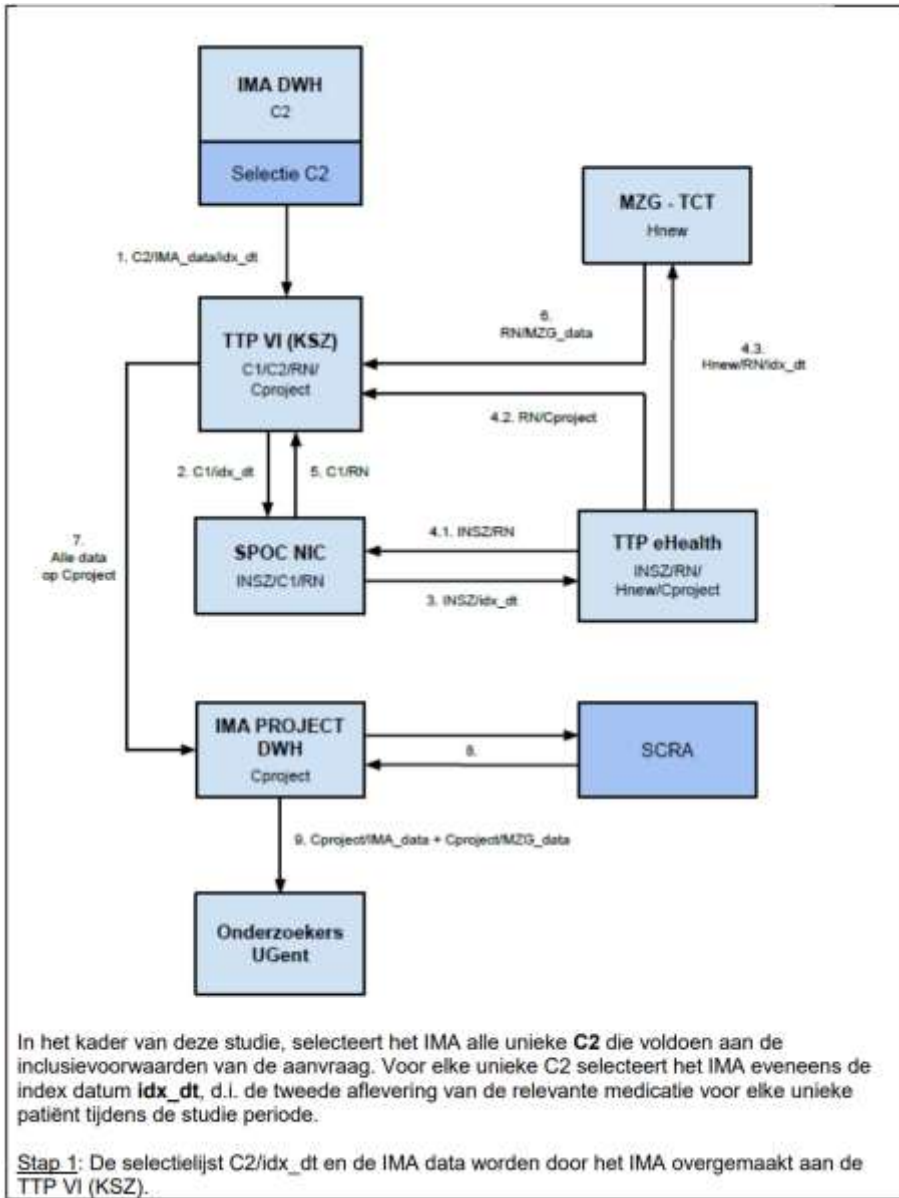 IMA DWH
C2
Selectie C2
MZG - TCT
Hnew
1. C2/IMA_data/idx_dt
6.
RN/MZG_data
4.3.
Hnew/RN/idx_dt
TTP VI (KSZ)
C1/C2/RN/
Cproject
4.2. RN/Cproject
2. C1/idx_dt
5. C1/RN
7.
Alle data
op Cproject
SPOC NIC
INSZ/C1/RN
4.1. INSZ/RN
3. INSZ/idx_dt
TTP eHealth
INSZ/RN/
Hnew/Cproject
IMA PROJECT
DWH
Cproject
8.
SCRA
9. Cproject/IMA_data + Cproject/MZG_data
Onderzoekers
UGent
In het kader van deze studie, selecteert het IMA alle unieke C2 die voldoen aan de
inclusievoorwaarden van de aanvraag. Voor elke unieke C2 selecteert het IMA eveneens de
index datum idx_dt, d.i. de tweede aflevering van de relevante medicatie voor elke unieke
patiënt tijdens de studie periode.
Stap 1: De selectielijst C2/idx_dt en de IMA data worden door het IMA overgemaakt aan de
TTP VI (KSZ).